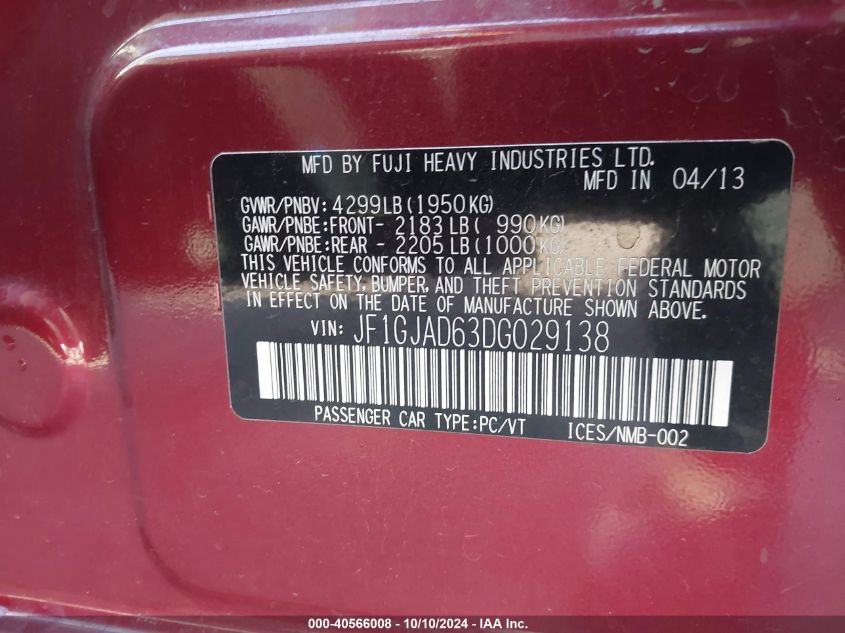 MFD BY FUJI HEAVY INDUSTRIES LTD.
MFD IN 04/13
GVWR/PNBV: 4299LB(1950KG)
GAWR/PNBE:FRONT- 2183LB( 990KG)
GAWR/PNBE:REAR - 2205LB(1000KG)
THIS VEHICLE CONFORMS TO ALL APPLICABLE FEDERAL MOTOR
VEHICLE SAFETY, BUMPER, AND THEFT PREVENTION STANDARDS
IN EFFECT ON THE DATE OF MANUFACTURE SHOWN ABOVE.
VIN: JF1GJAD63DG029138
PASSENGER CAR TYPE:PC/VT ICES/NMB-002
000-40566008 - 10/10/2024 - IAA Inc.